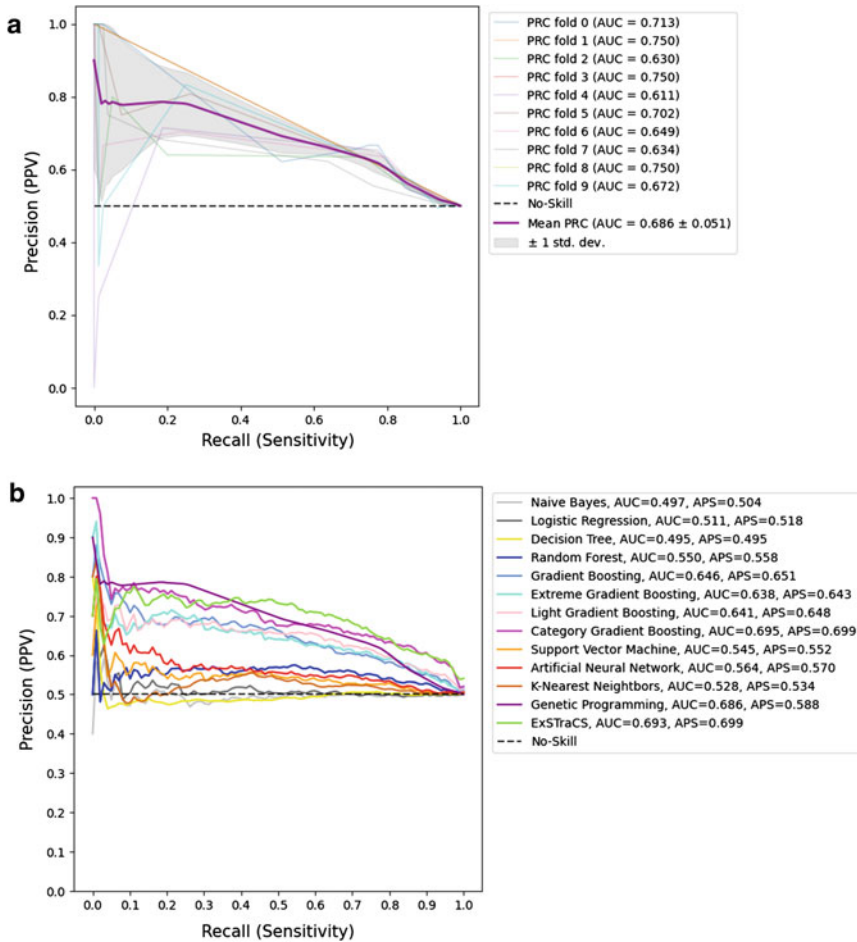 a
1.0
0.8
0.6
0.4
0.2
0.0
Precision (PPV)
0.0 0.2 0.4 0.6 0.8 1.0
Recall (Sensitivity)
PRC fold 0 (AUC = 0.713)
PRC fold 1 (AUC = 0.750)
PRC fold 2 (AUC = 0.630)
PRC fold 3 (AUC = 0.750)
PRC fold 4 (AUC = 0.611)
PRC fold 5 (AUC = 0.702)
PRC fold 6 (AUC = 0.649)
PRC fold 7 (AUC = 0.634)
PRC fold 8 (AUC = 0.750)
PRC fold 9 (AUC = 0.672)
No-Skill
Mean PRC (AUC = 0.686 ± 0.051)
± 1 std. dev.
b
1.0
0.9
0.8
0.7
0.6
0.5
0.4
0.3
0.2
0.1
0.0
Precision (PPV)
0.0 0.1 0.2 0.3 0.4 0.5 0.6 0.7 0.8 0.9 1.0
Recall (Sensitivity)
Naive Bayes, AUC=0.497, APS=0.504
Logistic Regression, AUC=0.511, APS=0.518
Decision Tree, AUC=0.495, APS=0.495
Random Forest, AUC=0.550, APS=0.558
Gradient Boosting, AUC=0.646, APS=0.651
Extreme Gradient Boosting, AUC=0.638, APS=0.643
Light Gradient Boosting, AUC=0.641, APS=0.648
Category Gradient Boosting, AUC=0.695, APS=0.699
Support Vector Machine, AUC=0.545, APS=0.552
Artificial Neural Network, AUC=0.564, APS=0.570
K-Nearest Neightbors, AUC=0.528, APS=0.534
Genetic Programming, AUC=0.686, APS=0.588
ExSTraCS, AUC=0.693, APS=0.699
No-Skill